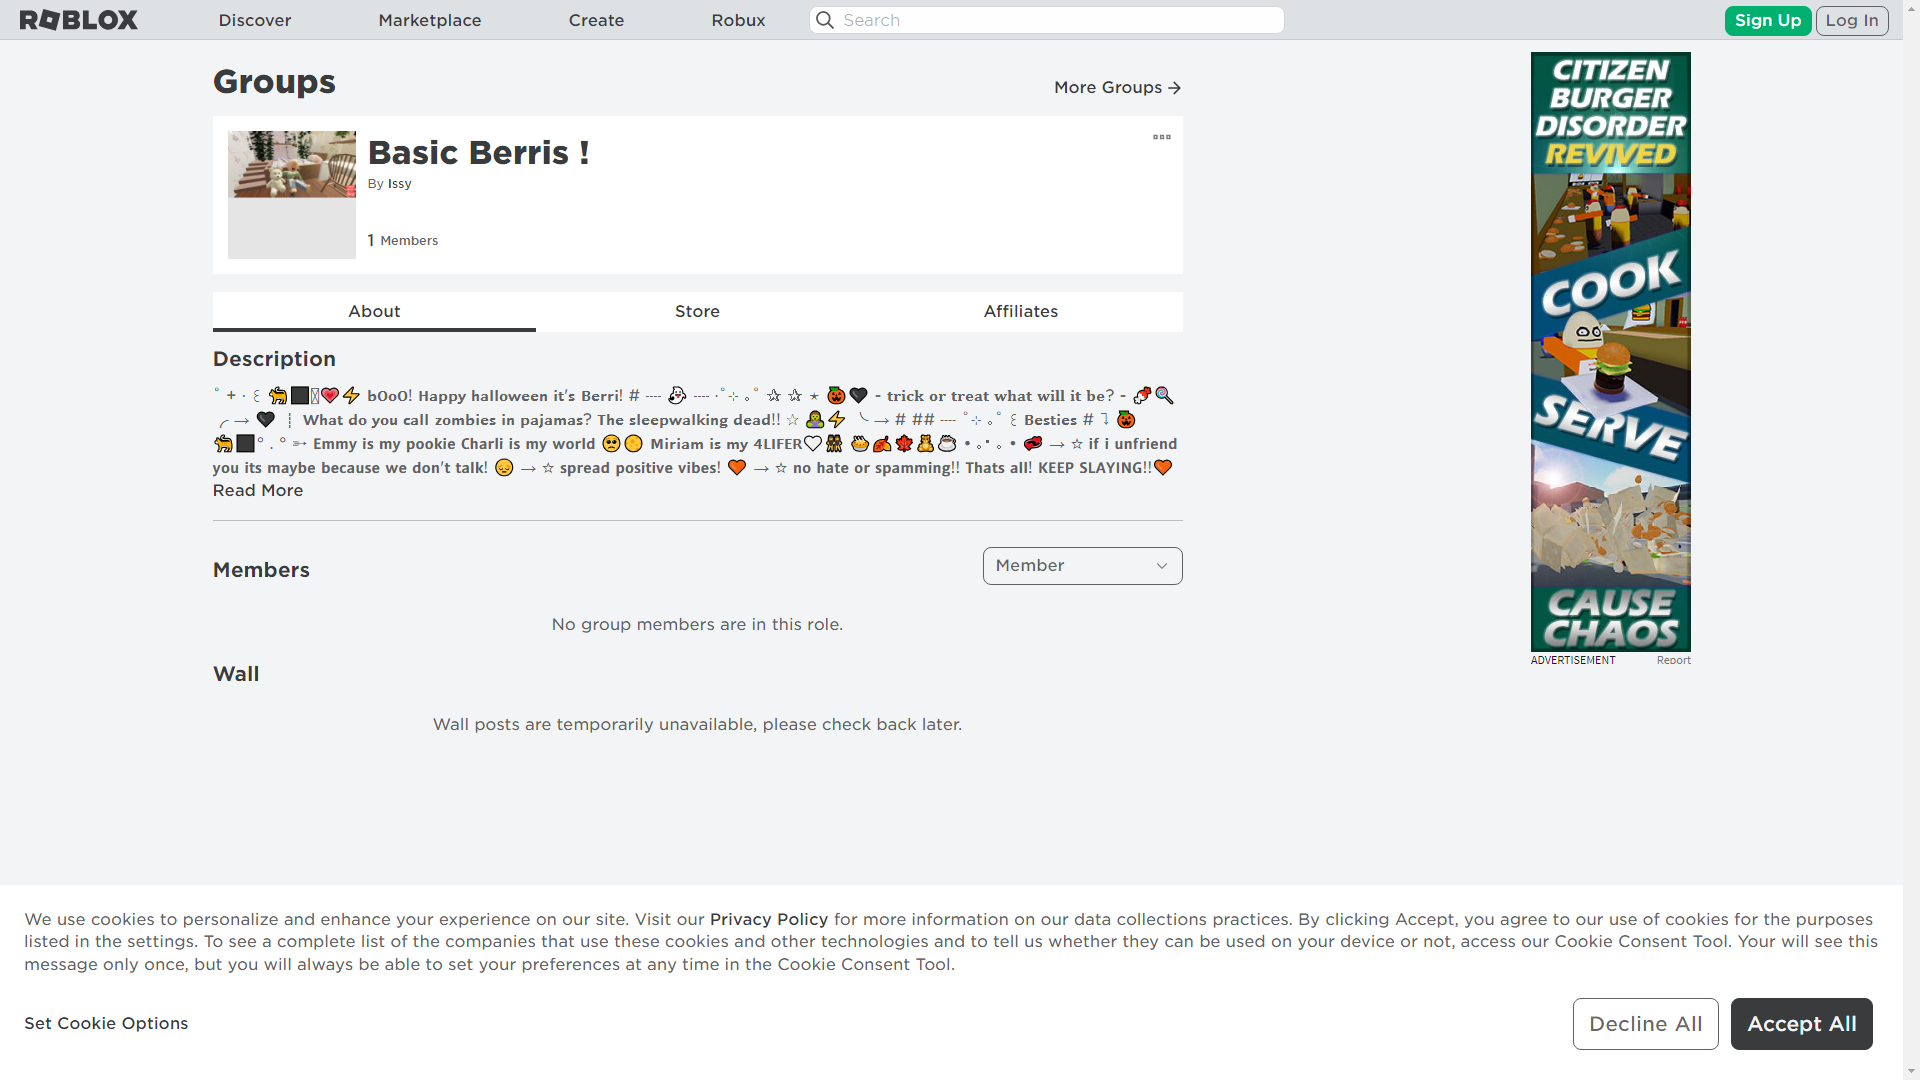 ROBLOX
Discover
Marketplace
Create
Robux
Search
Sign Up
Log In
Groups
More Groups →
Basic Berris !
By Issy
1 Members
About
Store
Affiliates
Description
˚ + · ꒰ 🐈‍⬛💗⚡ bOoO! Happy halloween it's Berri! # ┈┈ 👻 ┈┈ ·˚⊹ ｡˚ ✰ ✰ ⋆ 🎃🖤 - trick or treat what will it be? - 🍬🍭
╭ → 🖤 ┊ What do you call zombies in pajamas? The sleepwalking dead!! ☆ 🧟‍♀️⚡ ╰ → # ## ┈┈ ˚⊹ ｡˚ ꒰ Besties # ⤵ 🎃
🐈‍⬛° . ° ➳ Emmy is my pookie Charli is my world 🥺🌕 Miriam is my 4LIFER🤍👯 🥧🍂🍁🧸☕ • ｡• ｡ • 🥩 → ☆ if i unfriend
you its maybe because we don't talk! 😔 → ☆ spread positive vibes! 🧡 → ☆ no hate or spamming!! Thats all! KEEP SLAYING!!🧡
Read More
Members
Member
No group members are in this role.
Wall
Wall posts are temporarily unavailable, please check back later.
CITIZEN
BURGER
DISORDER
REVIVED
COOK
SERVE
CAUSE
CHAOS
ADVERTISEMENT
Report
We use cookies to personalize and enhance your experience on our site. Visit our Privacy Policy for more information on our data collections practices. By clicking Accept, you agree to our use of cookies for the purposes
listed in the settings. To see a complete list of the companies that use these cookies and other technologies and to tell us whether they can be used on your device or not, access our Cookie Consent Tool. Your will see this
message only once, but you will always be able to set your preferences at any time in the Cookie Consent Tool.
Set Cookie Options
Decline All
Accept All